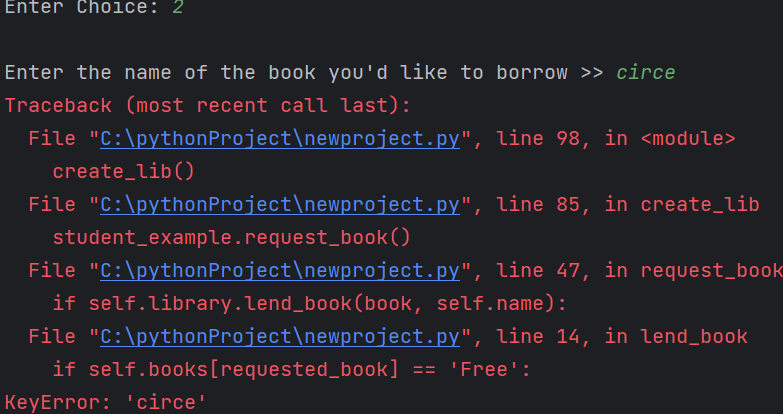 Enter Choice: 2
Enter the name of the book you'd like to borrow >> circe
Traceback (most recent call last):
  File "C:\pythonProject\newproject.py", line 98, in <module>
    create_lib()
  File "C:\pythonProject\newproject.py", line 85, in create_lib
    student_example.request_book()
  File "C:\pythonProject\newproject.py", line 47, in request_book
    if self.library.lend_book(book, self.name):
  File "C:\pythonProject\newproject.py", line 14, in lend_book
    if self.books[requested_book] == 'Free':
KeyError: 'circe'